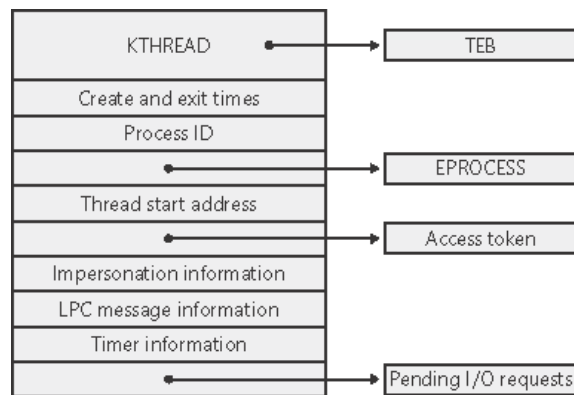 KTHREAD TEB
Create and exit times
Process ID
EPROCESS
Thread start address
Access token
Impersonation information
LPC message information
Timer information
Pending I/O requests